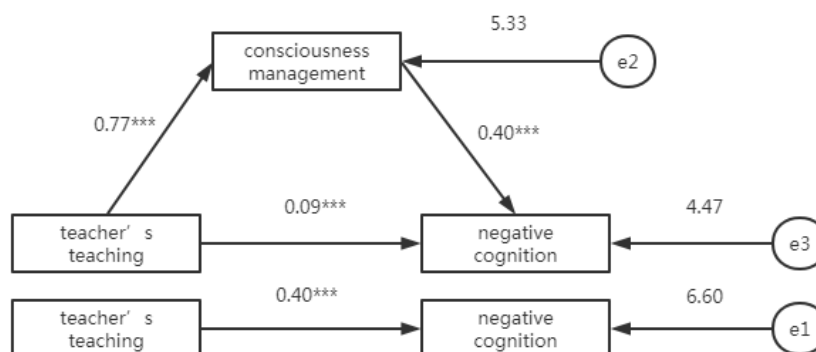 5.33
consciousness
management
e2
0.77***
0.40***
0.09***
4.47
teacher’s
teaching
negative
cognition
e3
0.40***
6.60
teacher’s
teaching
negative
cognition
e1